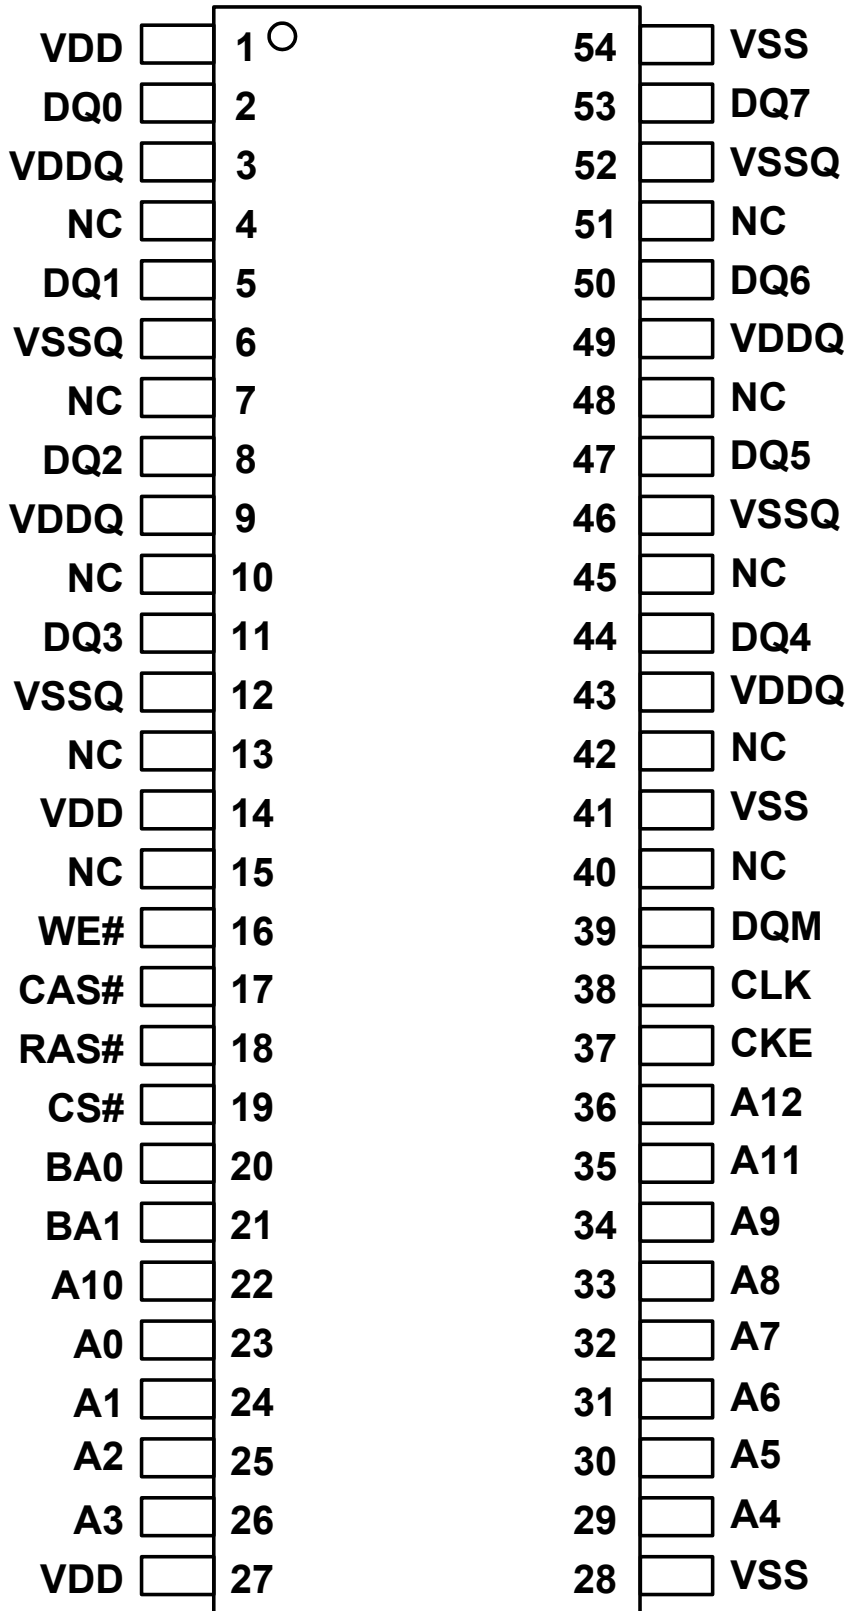 VDD 1 54 VSS
DQ0 2 53 DQ7
VDDQ 3 52 VSSQ
NC 4 51 NC
DQ1 5 50 DQ6
VSSQ 6 49 VDDQ
NC 7 48 NC
DQ2 8 47 DQ5
VDDQ 9 46 VSSQ
NC 10 45 NC
DQ3 11 44 DQ4
VSSQ 12 43 VDDQ
NC 13 42 NC
VDD 14 41 VSS
NC 15 40 NC
WE# 16 39 DQM
CAS# 17 38 CLK
RAS# 18 37 CKE
CS# 19 36 A12
BA0 20 35 A11
BA1 21 34 A9
A10 22 33 A8
A0 23 32 A7
A1 24 31 A6
A2 25 30 A5
A3 26 29 A4
VDD 27 28 VSS